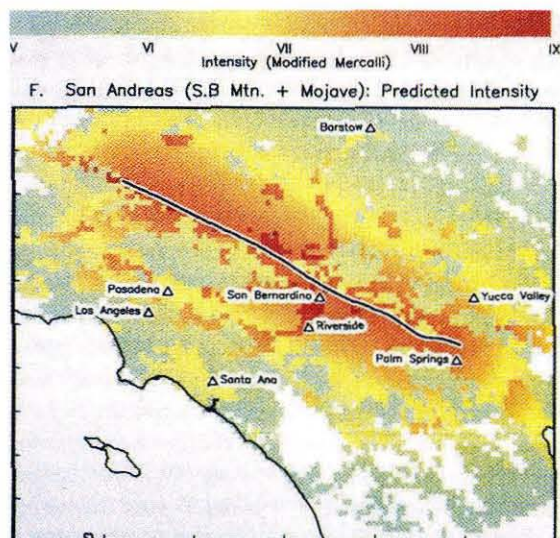 V VI VII VIII IX
Intensity (Modified Mercalli)
F. San Andreas (S.B Mtn. + Mojave): Predicted Intensity
Barstow
Pasadena
San Bernardino
Yucca Valley
Los Angeles
Riverside
Palm Springs
Santa Ana